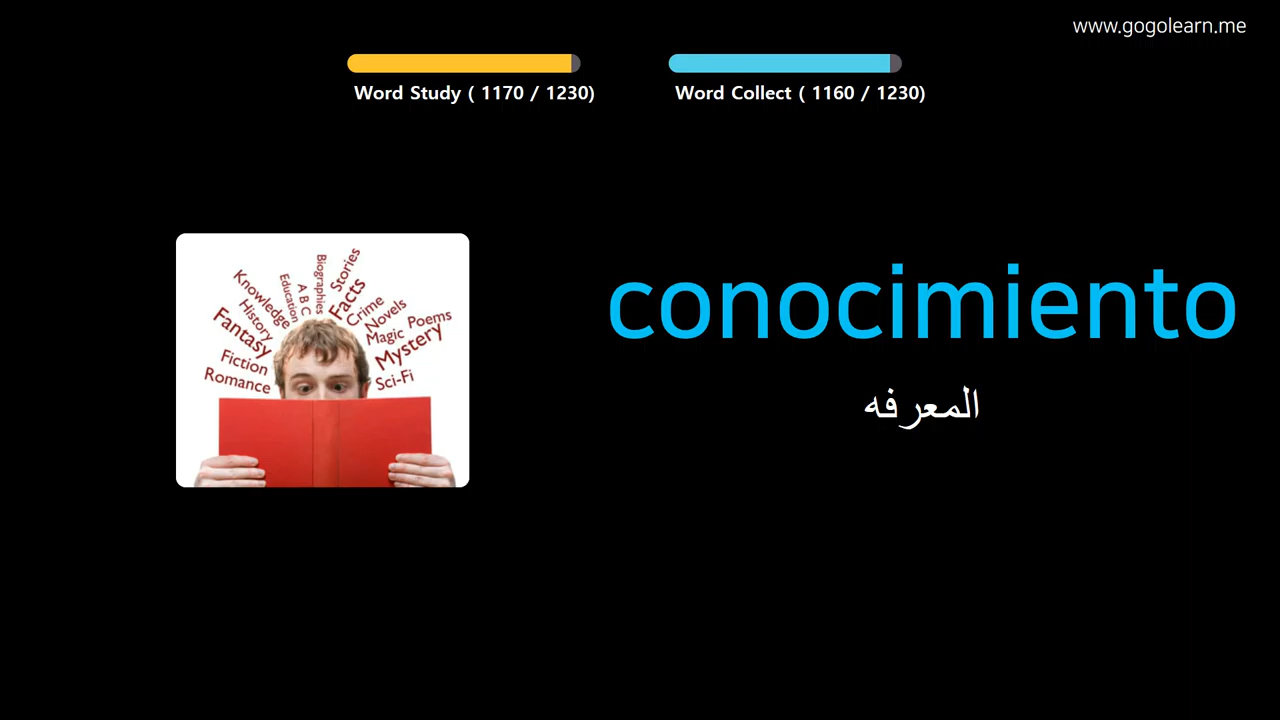 www.gogolearn.me
Word Study ( 1170 / 1230)
Word Collect ( 1160 / 1230)
Knowledge
History
Fantasy
Fiction
Romance
Education
A B C
Biographies
Stories
Facts
Crime
Novels
Magic
Poems
Mystery
Sci-Fi
conocimiento
المعرفه